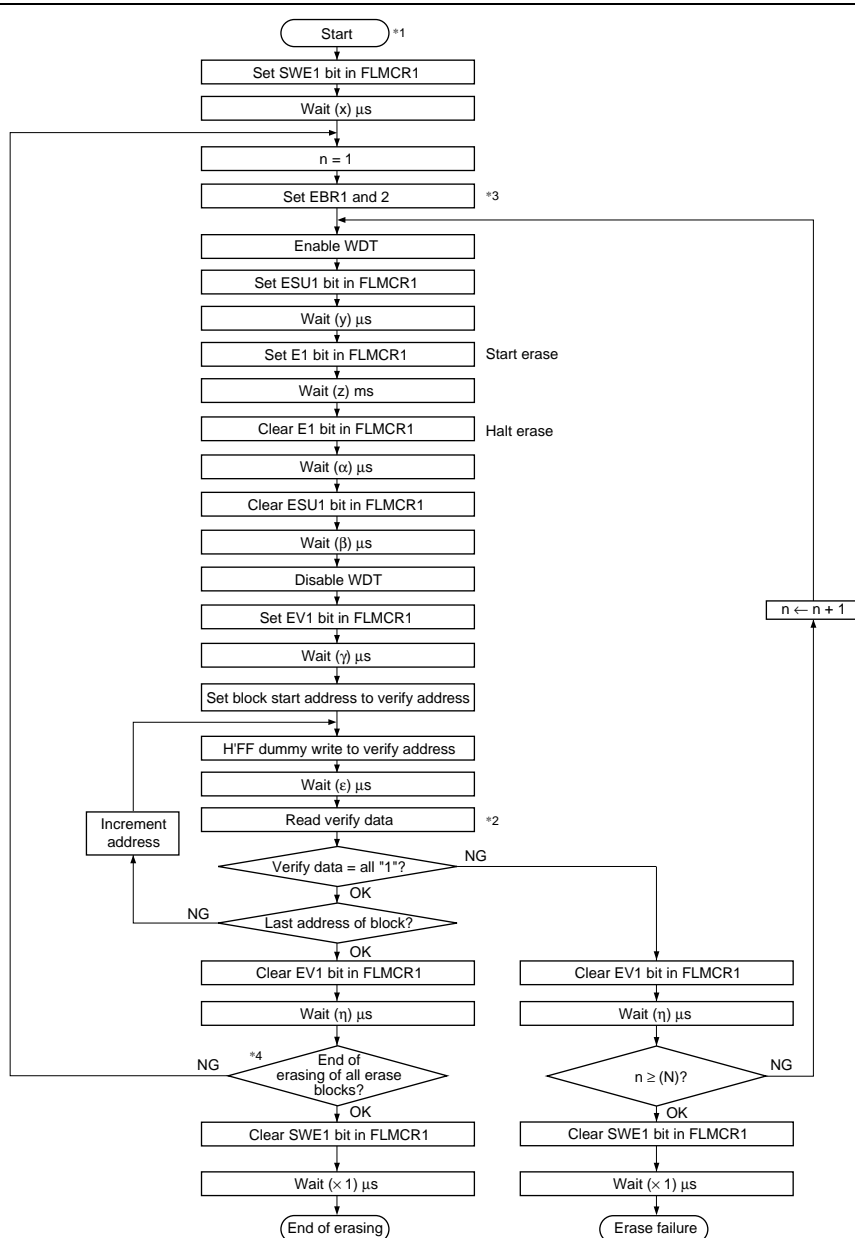 Start *1
Set SWE1 bit in FLMCR1
Wait (x) μs
n = 1
Set EBR1 and 2 *3
Enable WDT
Set ESU1 bit in FLMCR1
Wait (y) μs
Set E1 bit in FLMCR1 Start erase
Wait (z) ms
Clear E1 bit in FLMCR1 Halt erase
Wait (α) μs
Clear ESU1 bit in FLMCR1
Wait (β) μs
Disable WDT
Set EV1 bit in FLMCR1
n ← n + 1
Wait (γ) μs
Set block start address to verify address
H'FF dummy write to verify address
Wait (ε) μs
Read verify data *2
Increment
address
Verify data = all "1"?
NG
OK
NG
Last address of block?
OK
Clear EV1 bit in FLMCR1
Clear EV1 bit in FLMCR1
Wait (η) μs
Wait (η) μs
NG
*4
End of
erasing of all erase
blocks?
n ≥ (N)?
NG
OK
OK
Clear SWE1 bit in FLMCR1
Clear SWE1 bit in FLMCR1
Wait (× 1) μs
Wait (× 1) μs
End of erasing
Erase failure